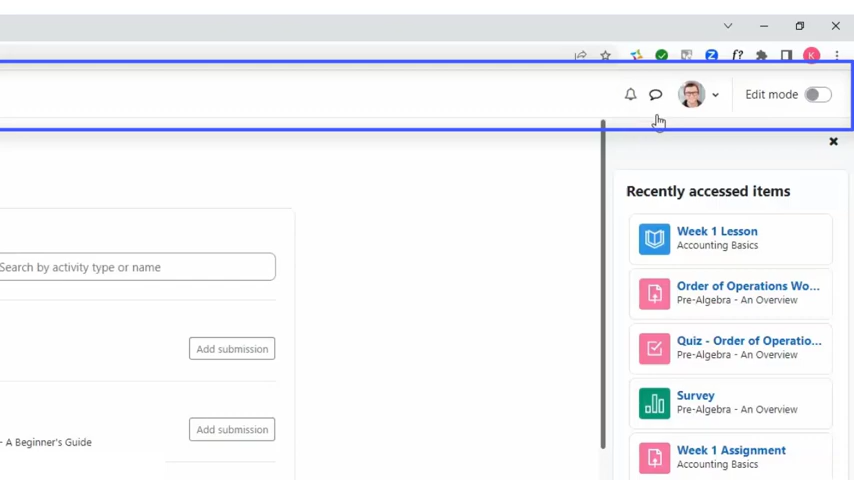 f?
K
Edit mode
Recently accessed items
Week 1 Lesson
Accounting Basics
Search by activity type or name
Order of Operations Wo...
Pre-Algebra - An Overview
Add submission
Quiz - Order of Operatio...
Pre-Algebra - An Overview
Survey
Pre-Algebra - An Overview
Add submission
- A Beginner's Guide
Week 1 Assignment
Accounting Basics